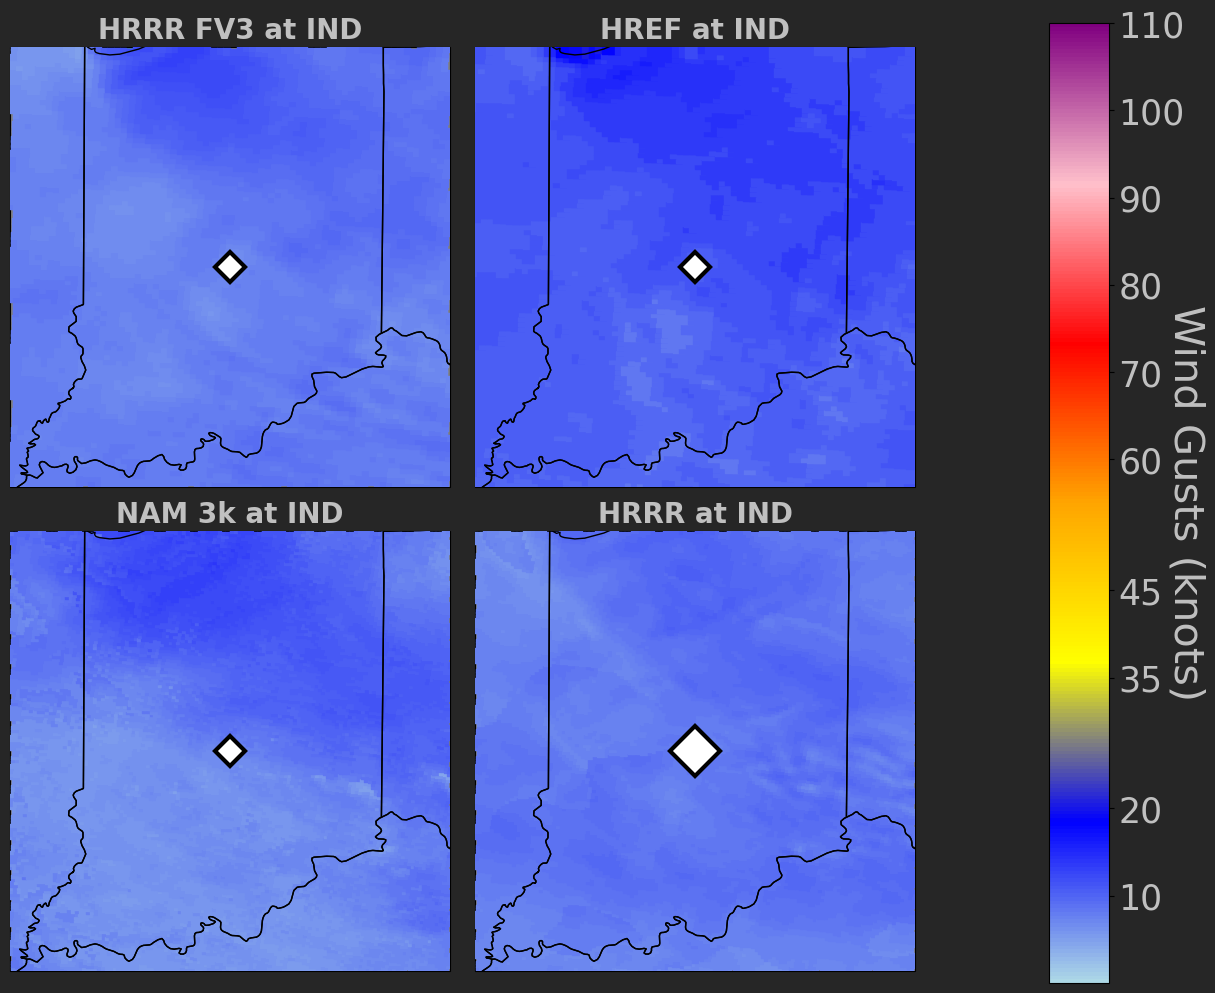 HRRR FV3 at IND
HREF at IND
NAM 3k at IND
HRRR at IND
110
100
90
80
70
60
45
35
20
10
Wind Gusts (knots)